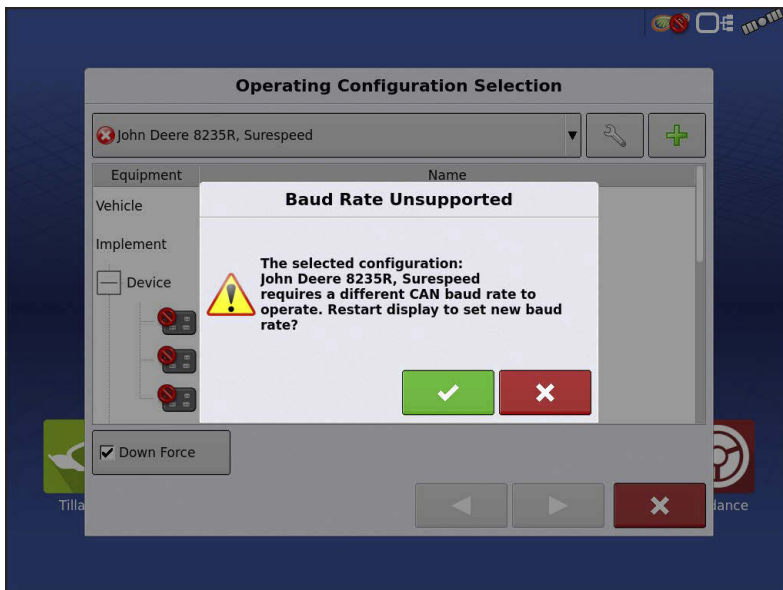 Operating Configuration Selection
John Deere 8235R, Surespeed
Equipment Name
Vehicle
Baud Rate Unsupported
Implement
The selected configuration:
John Deere 8235R, Surespeed
requires a different CAN baud rate to
operate. Restart display to set new baud
rate?
Device
Down Force
Tilla
dance